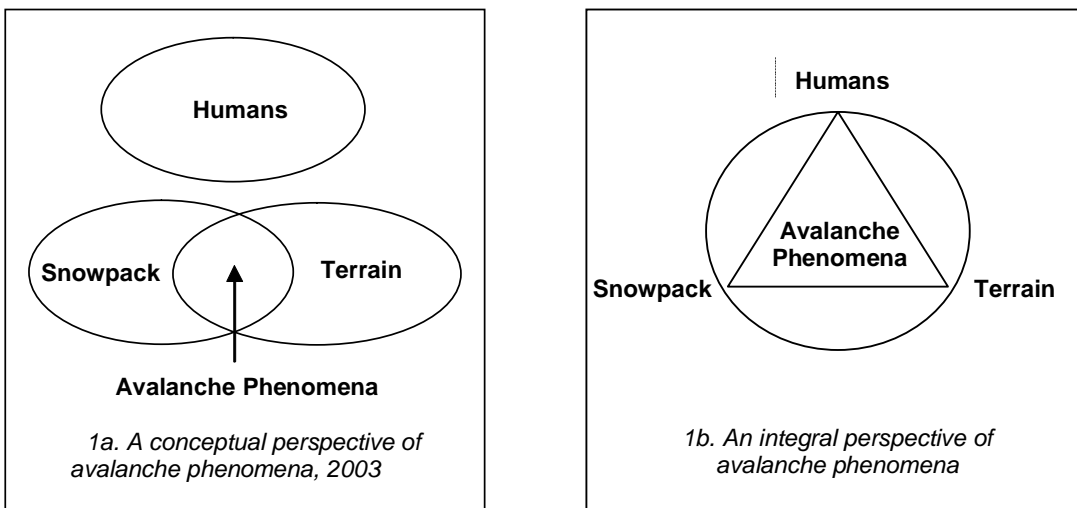 Humans
Snowpack
Terrain
Avalanche Phenomena
1a. A conceptual perspective of
avalanche phenomena, 2003
Humans
Avalanche
Phenomena
Snowpack
Terrain
1b. An integral perspective of
avalanche phenomena